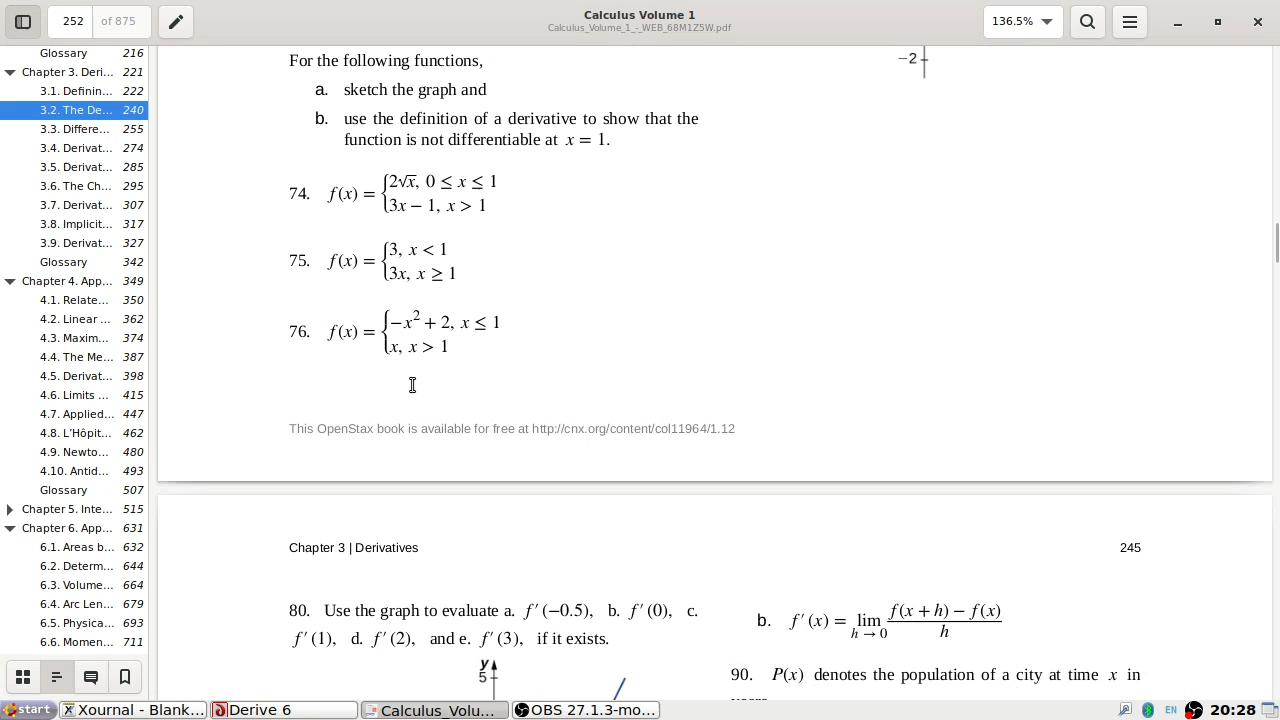 252 of 875
Calculus Volume 1
Calculus_Volume_1_-_WEB_68M1Z5W.pdf
136.5%
Glossary 216
Chapter 3. Deri... 221
3.1. Definin... 222
3.2. The De... 240
3.3. Differe... 255
3.4. Derivat... 274
3.5. Derivat... 285
3.6. The Ch... 295
3.7. Derivat... 307
3.8. Implicit... 317
3.9. Derivat... 327
Glossary 342
Chapter 4. App... 349
4.1. Relate... 350
4.2. Linear ... 362
4.3. Maxim... 374
4.4. The Me... 387
4.5. Derivat... 398
4.6. Limits ... 415
4.7. Applied... 447
4.8. L'Hôpit... 462
4.9. Newto... 480
4.10. Antid... 493
Glossary 507
Chapter 5. Inte... 515
Chapter 6. App... 631
6.1. Areas b... 632
6.2. Determ... 644
6.3. Volume... 664
6.4. Arc Len... 679
6.5. Physica... 693
6.6. Momen... 711
For the following functions,
a. sketch the graph and
b. use the definition of a derivative to show that the
function is not differentiable at x = 1.
74. f(x) = {2√x, 0 ≤ x ≤ 1
3x − 1, x > 1
75. f(x) = {3, x < 1
3x, x ≥ 1
76. f(x) = {−x² + 2, x ≤ 1
x, x > 1
−2
This OpenStax book is available for free at http://cnx.org/content/col11964/1.12
Chapter 3 | Derivatives 245
80. Use the graph to evaluate a. f′(−0.5), b. f′(0), c.
f′(1), d. f′(2), and e. f′(3), if it exists.
y
5
b. f′(x) = lim h → 0 (f(x + h) − f(x))/h
90. P(x) denotes the population of a city at time x in
start
Xournal - Blank...
Derive 6
Calculus_Volu...
OBS 27.1.3-mo...
EN
20:28